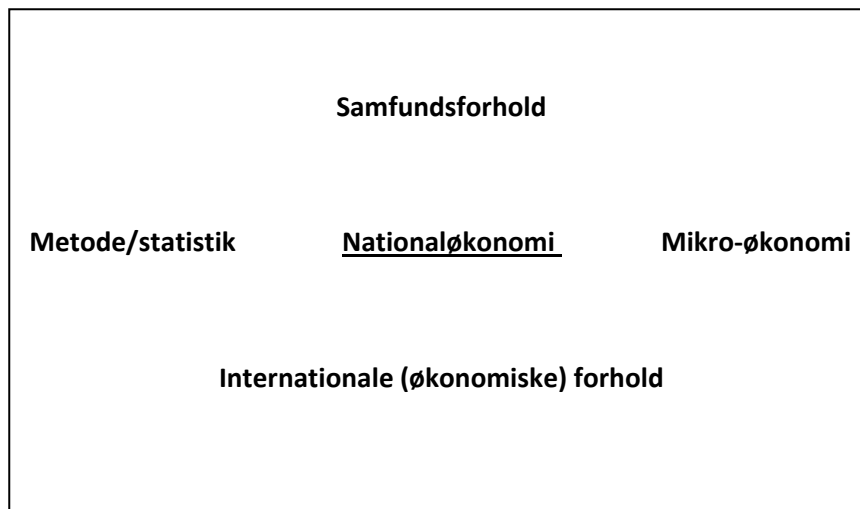 Samfundsforhold
Metode/statistik Nationaløkonomi Mikro-økonomi
Internationale (økonomiske) forhold